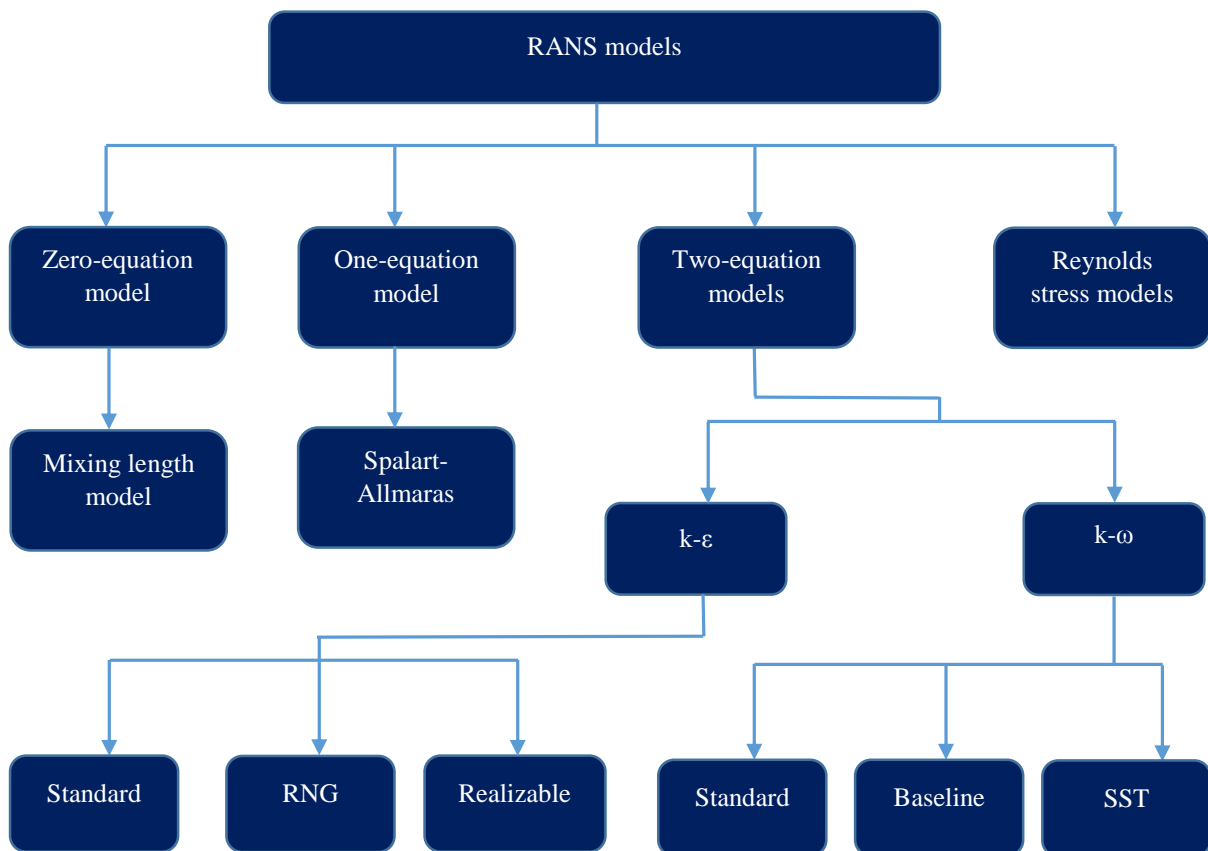 RANS models
Zero-equation
model
One-equation
model
Two-equation
models
Reynolds
stress models
Mixing length
model
Spalart-
Allmaras
k-ε
k-ω
Standard
RNG
Realizable
Standard
Baseline
SST